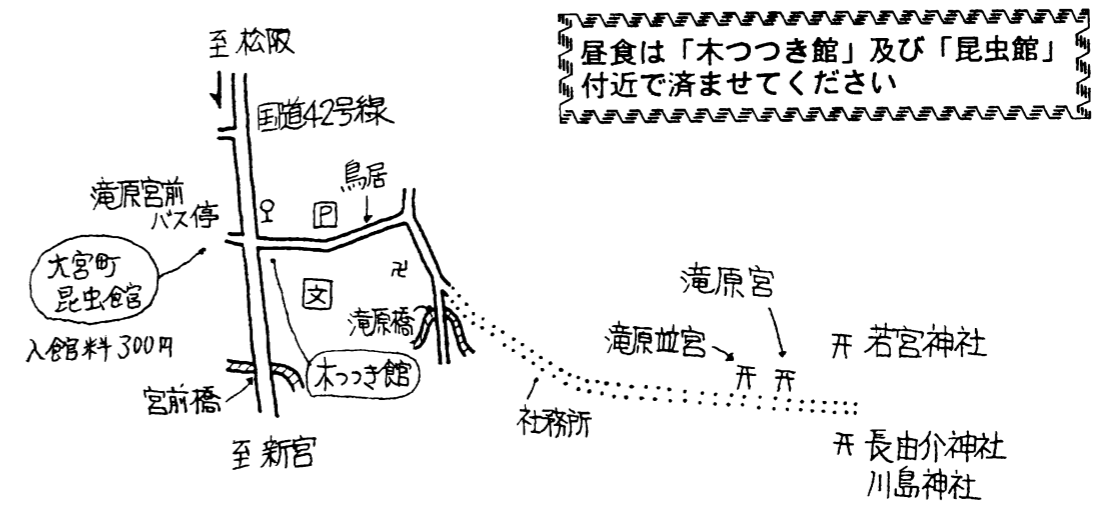 昼食は「木つつき館」及び「昆虫館」
付近で済ませてください
至松阪
国道42号線
鳥居
滝原宮前
バス停
P
大宮町
昆虫館
入館料300円
文
卍
滝原橋
木つつき館
宮前橋
至新宮
社務所
滝原宮
滝原並宮
若宮神社
長由介神社
川島神社